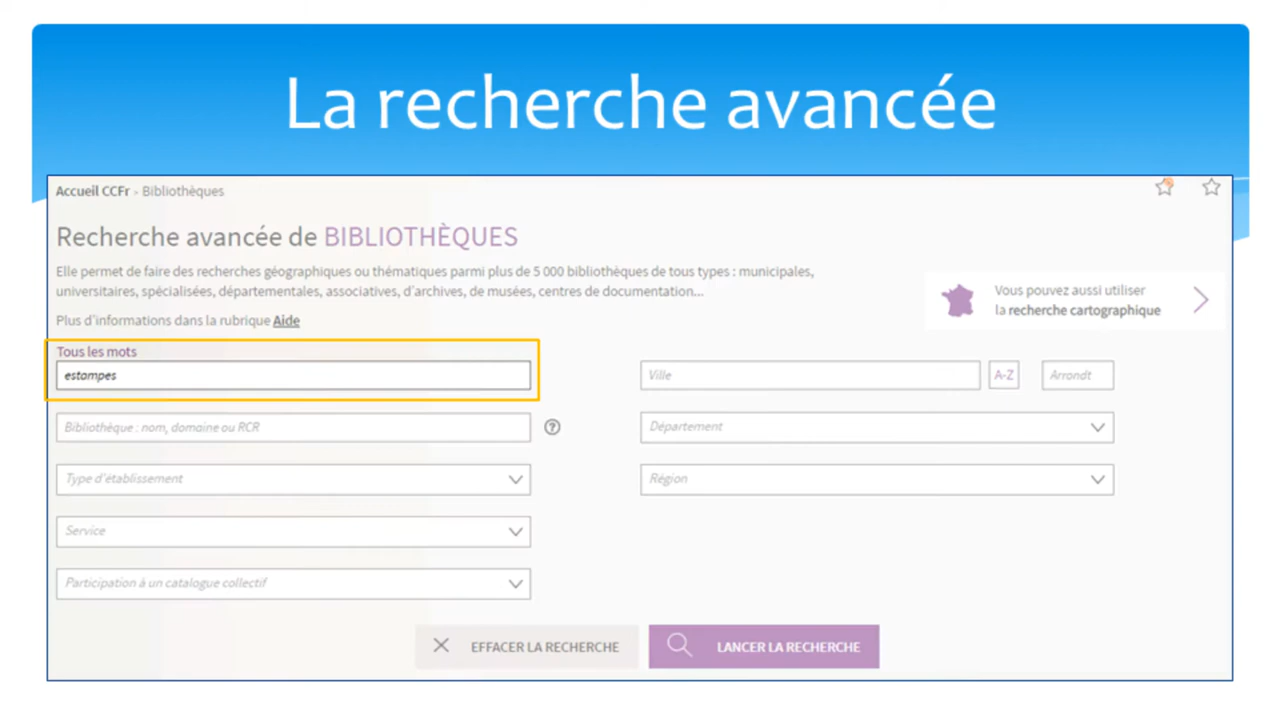 La recherche avancée
Accueil CCFr › Bibliothèques
Recherche avancée de BIBLIOTHÈQUES
Elle permet de faire des recherches géographiques ou thématiques parmi plus de 5 000 bibliothèques de tous types : municipales,
universitaires, spécialisées, départementales, associatives, d'archives, de musées, centres de documentation...
Vous pouvez aussi utiliser
la recherche cartographique
Plus d'informations dans la rubrique Aide
Tous les mots
estampes
Ville
A-Z
Arrondt
Bibliothèque : nom, domaine ou RCR
?
Département
Type d'établissement
Région
Service
Participation à un catalogue collectif
EFFACER LA RECHERCHE
LANCER LA RECHERCHE